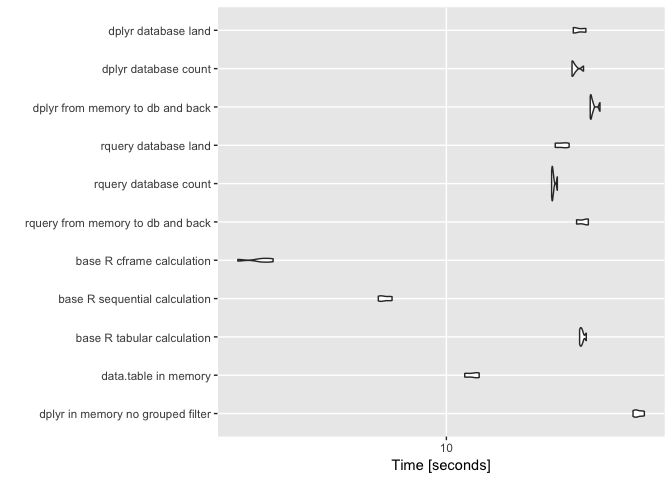 dplyr database land
dplyr database count
dplyr from memory to db and back
rquery database land
rquery database count
rquery from memory to db and back
base R cframe calculation
base R sequential calculation
base R tabular calculation
data.table in memory
dplyr in memory no grouped filter
10
Time [seconds]